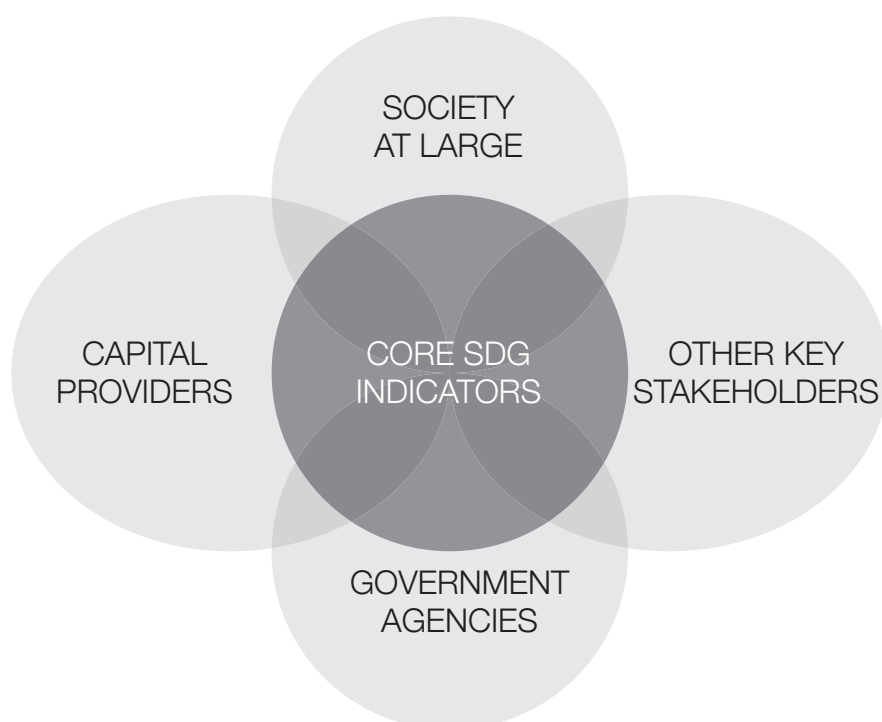 SOCIETY
AT LARGE
CAPITAL
PROVIDERS
CORE SDG
INDICATORS
OTHER KEY
STAKEHOLDERS
GOVERNMENT
AGENCIES